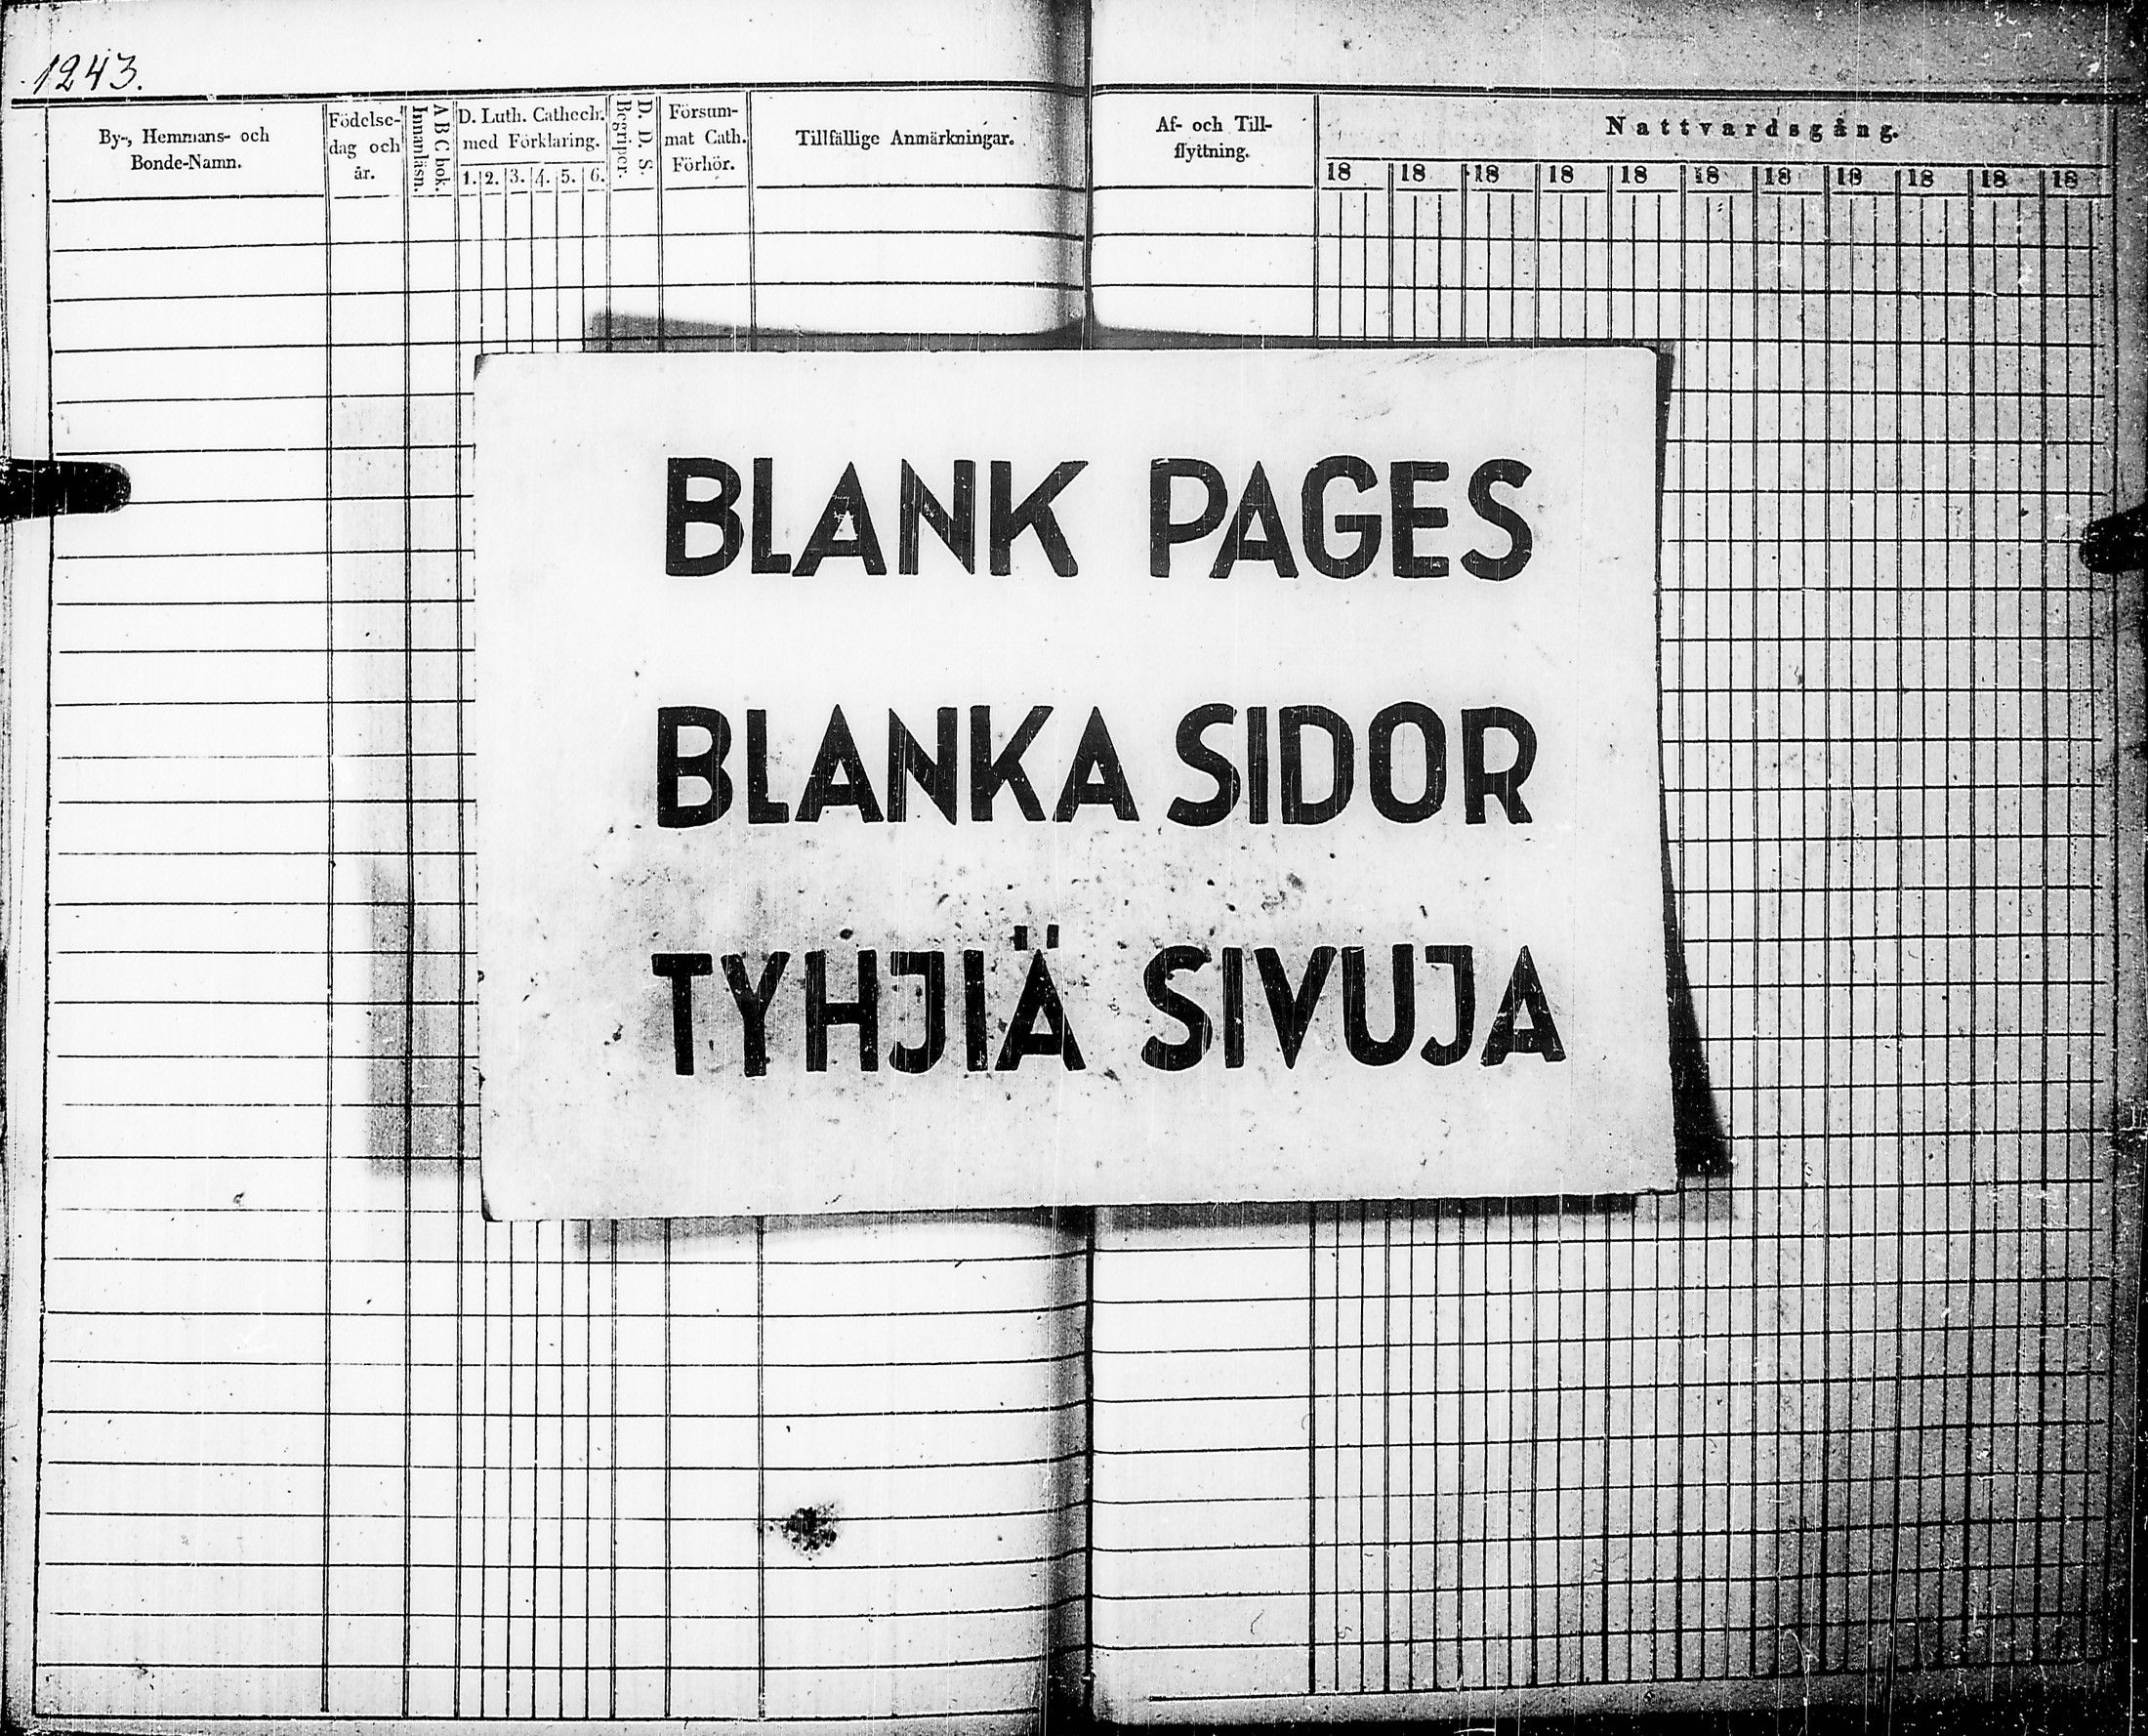 1243.
By-, Hemmans- och
Bonde-Namn.
Födelse-
dag och
år.
Innanläsn.
A B C bok.
D. Luth. Cathech.
med Förklaring.
1. 2. 3. 4. 5. 6.
Begriper.
D. D. S.
Försum-
mat Cath.
Förhör.
Tillfällige Anmärkningar.
Af- och Till-
flyttning.
Nattvardsgång.
18 18 18 18 18 18 18 18 18 18 18
BLANK PAGES
BLANKA SIDOR
TYHJIÄ SIVUJA